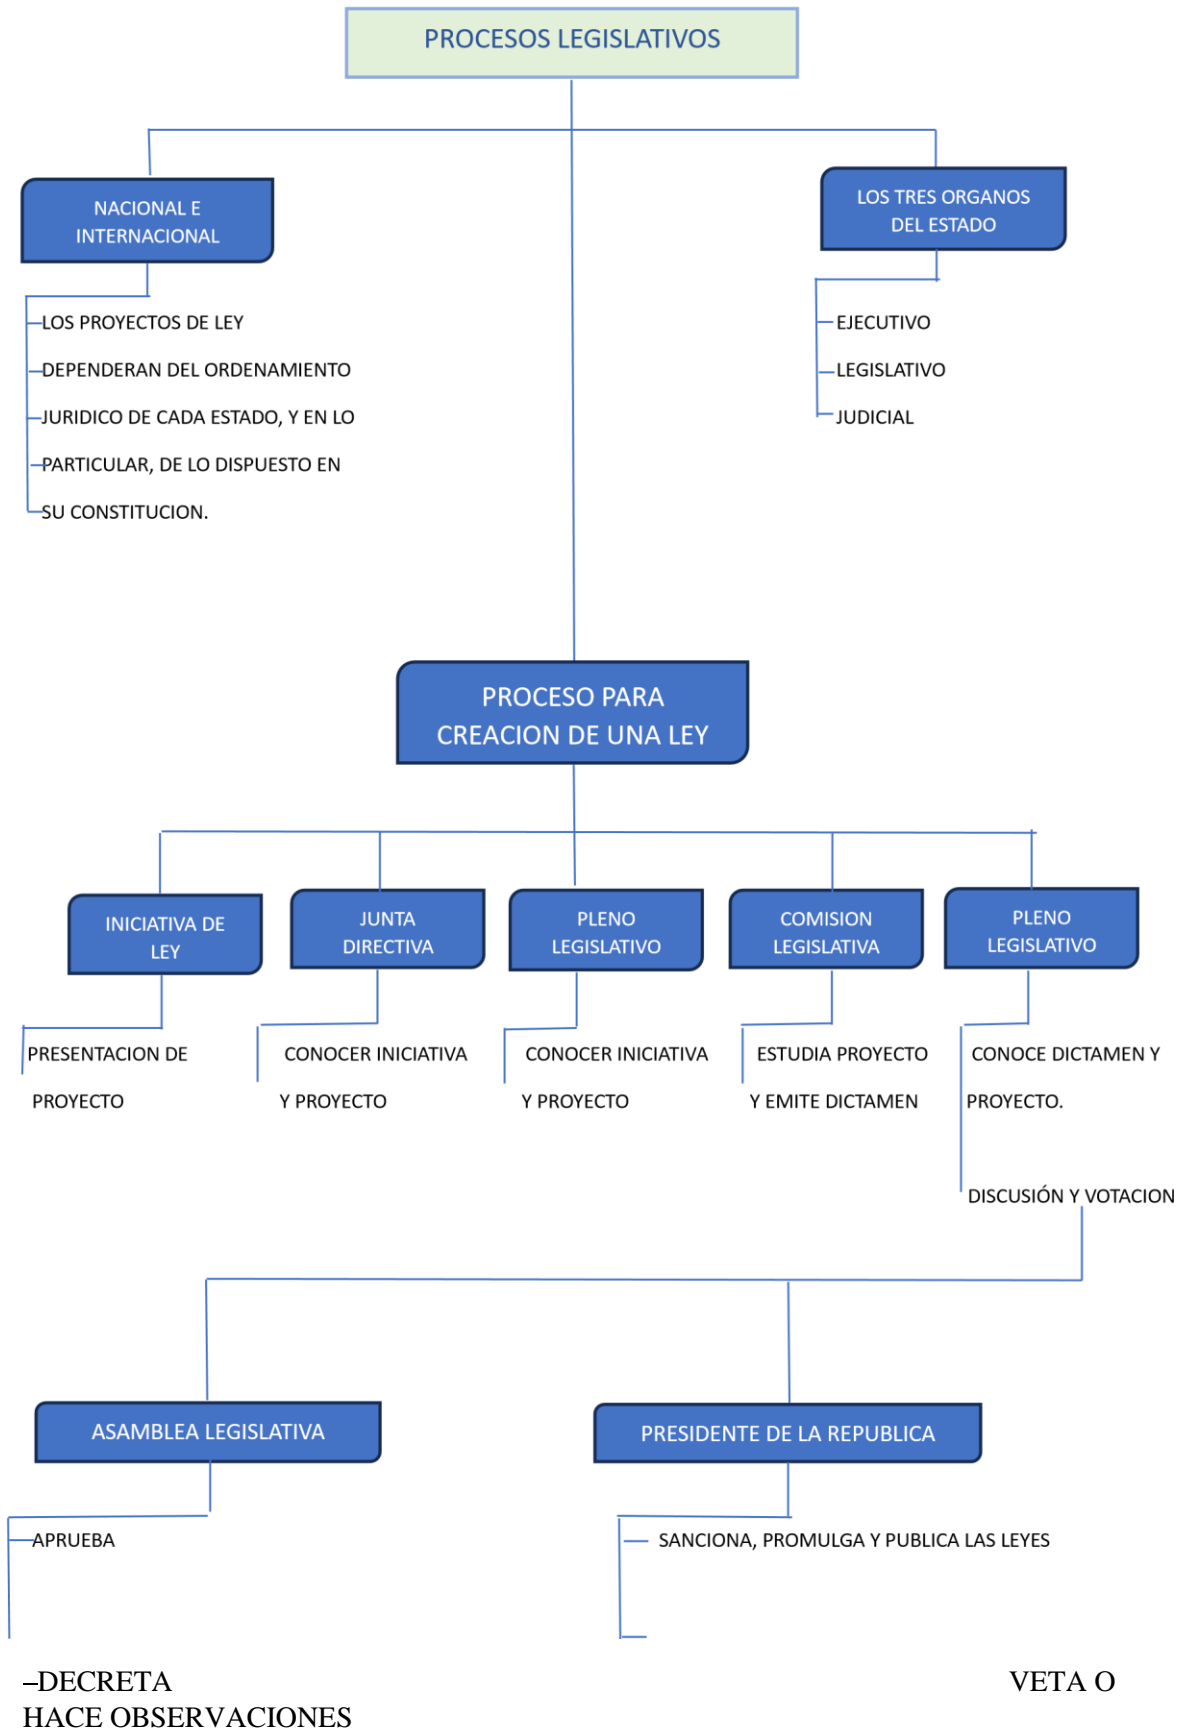 PROCESOS LEGISLATIVOS
NACIONAL E
INTERNACIONAL
LOS PROYECTOS DE LEY
DEPENDERAN DEL ORDENAMIENTO
JURIDICO DE CADA ESTADO, Y EN LO
PARTICULAR, DE LO DISPUESTO EN
SU CONSTITUCION.
LOS TRES ORGANOS
DEL ESTADO
EJECUTIVO
LEGISLATIVO
JUDICIAL
PROCESO PARA
CREACION DE UNA LEY
INICIATIVA DE
LEY
PRESENTACION DE
PROYECTO
JUNTA
DIRECTIVA
CONOCER INICIATIVA
Y PROYECTO
PLENO
LEGISLATIVO
CONOCER INICIATIVA
Y PROYECTO
COMISION
LEGISLATIVA
ESTUDIA PROYECTO
Y EMITE DICTAMEN
PLENO
LEGISLATIVO
CONOCE DICTAMEN Y
PROYECTO.
DISCUSIÓN Y VOTACION
ASAMBLEA LEGISLATIVA
APRUEBA
PRESIDENTE DE LA REPUBLICA
SANCIONA, PROMULGA Y PUBLICA LAS LEYES
–DECRETA VETA O
HACE OBSERVACIONES